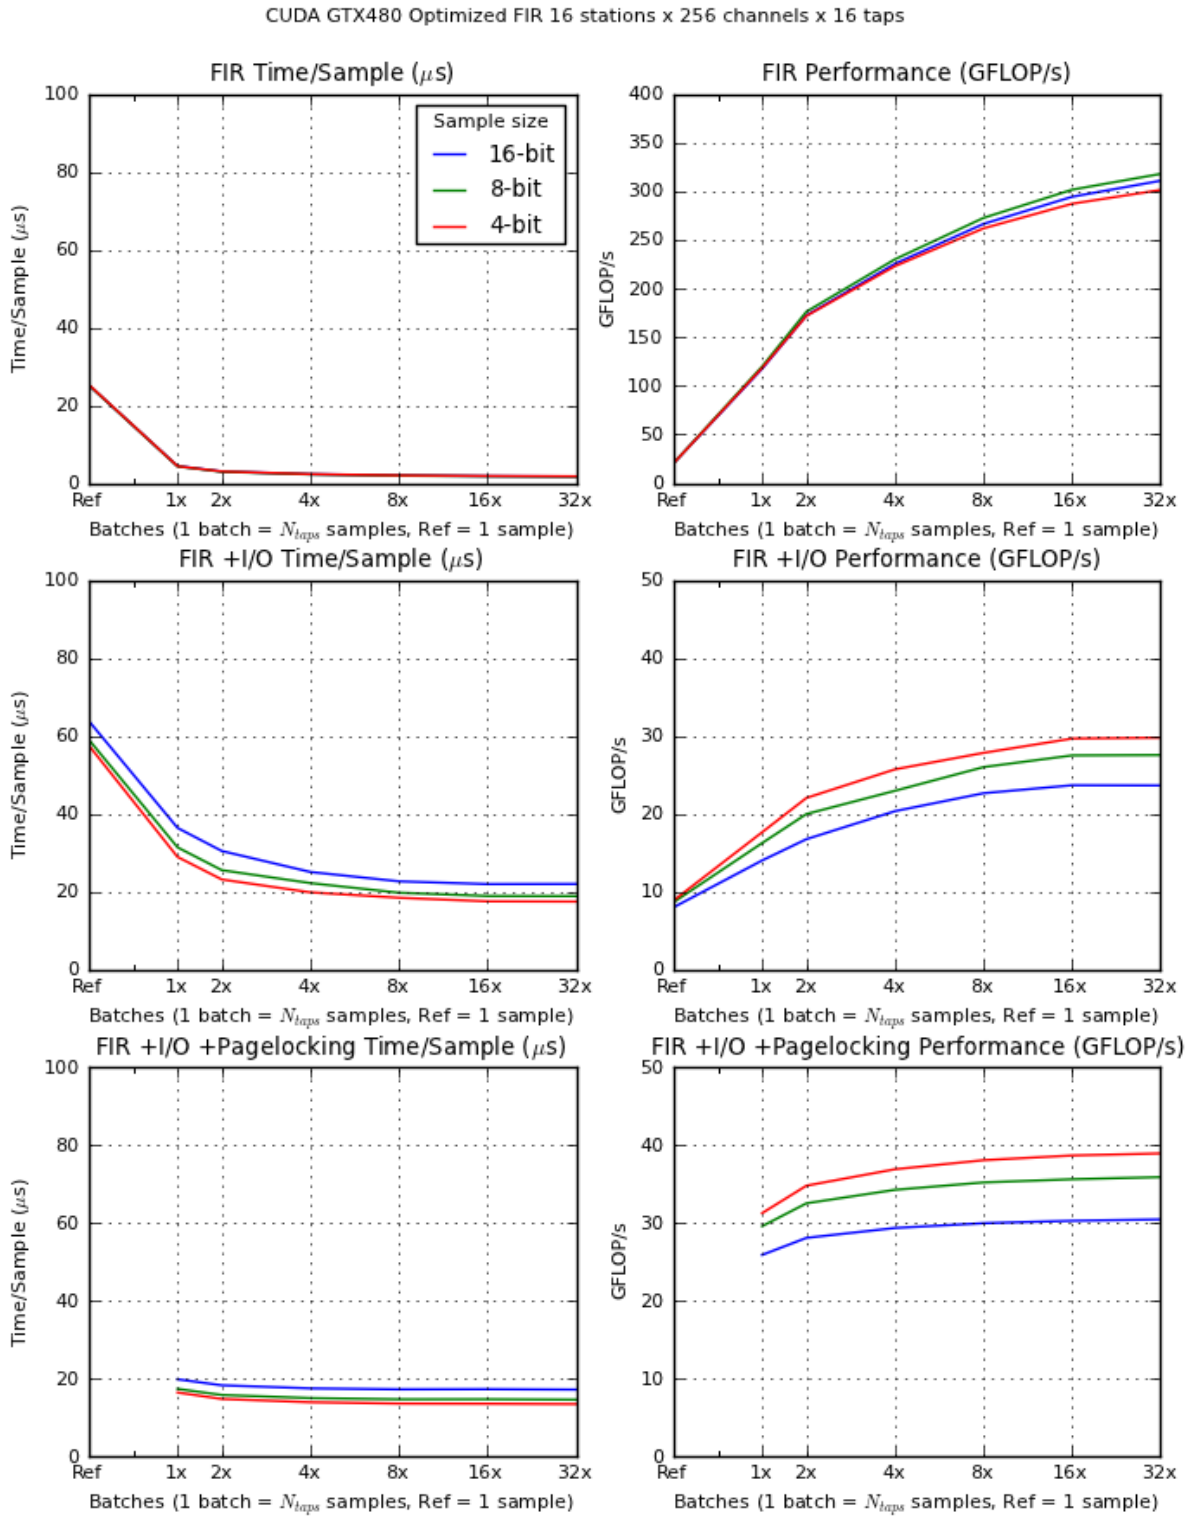 CUDA GTX480 Optimized FIR 16 stations x 256 channels x 16 taps
FIR Time/Sample (μs)
100
80
60
40
20
0
Time/Sample (μs)
Sample size
16-bit
8-bit
4-bit
Ref 1x 2x 4x 8x 16x 32x
Batches (1 batch = N_taps samples, Ref = 1 sample)
FIR Performance (GFLOP/s)
400
350
300
250
200
150
100
50
0
GFLOP/s
Ref 1x 2x 4x 8x 16x 32x
Batches (1 batch = N_taps samples, Ref = 1 sample)
FIR +I/O Time/Sample (μs)
100
80
60
40
20
0
Time/Sample (μs)
Ref 1x 2x 4x 8x 16x 32x
Batches (1 batch = N_taps samples, Ref = 1 sample)
FIR +I/O Performance (GFLOP/s)
50
40
30
20
10
0
GFLOP/s
Ref 1x 2x 4x 8x 16x 32x
Batches (1 batch = N_taps samples, Ref = 1 sample)
FIR +I/O +Pagelocking Time/Sample (μs)
100
80
60
40
20
0
Time/Sample (μs)
Ref 1x 2x 4x 8x 16x 32x
Batches (1 batch = N_taps samples, Ref = 1 sample)
FIR +I/O +Pagelocking Performance (GFLOP/s)
50
40
30
20
10
0
GFLOP/s
Ref 1x 2x 4x 8x 16x 32x
Batches (1 batch = N_taps samples, Ref = 1 sample)